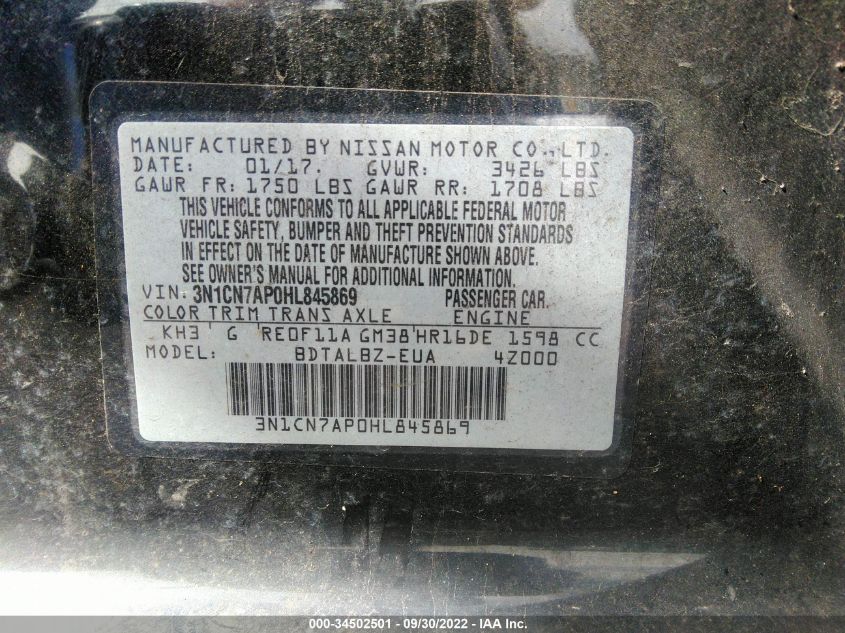 MANUFACTURED BY NISSAN MOTOR CO., LTD.
DATE: 01/17. GVWR: 3426 LBS
GAWR FR: 1750 LBS GAWR RR: 1708 LBS
THIS VEHICLE CONFORMS TO ALL APPLICABLE FEDERAL MOTOR
VEHICLE SAFETY, BUMPER AND THEFT PREVENTION STANDARDS
IN EFFECT ON THE DATE OF MANUFACTURE SHOWN ABOVE.
SEE OWNER'S MANUAL FOR ADDITIONAL INFORMATION.
VIN: 3N1CN7AP0HL845869 PASSENGER CAR.
COLOR TRIM TRANS AXLE ENGINE
KH3 G RE0F11A GM38 HR16DE 1598 CC
MODEL: BDTALBZ-EUA 4Z000
3N1CN7AP0HL845869
000-34502501 - 09/30/2022 - IAA Inc.